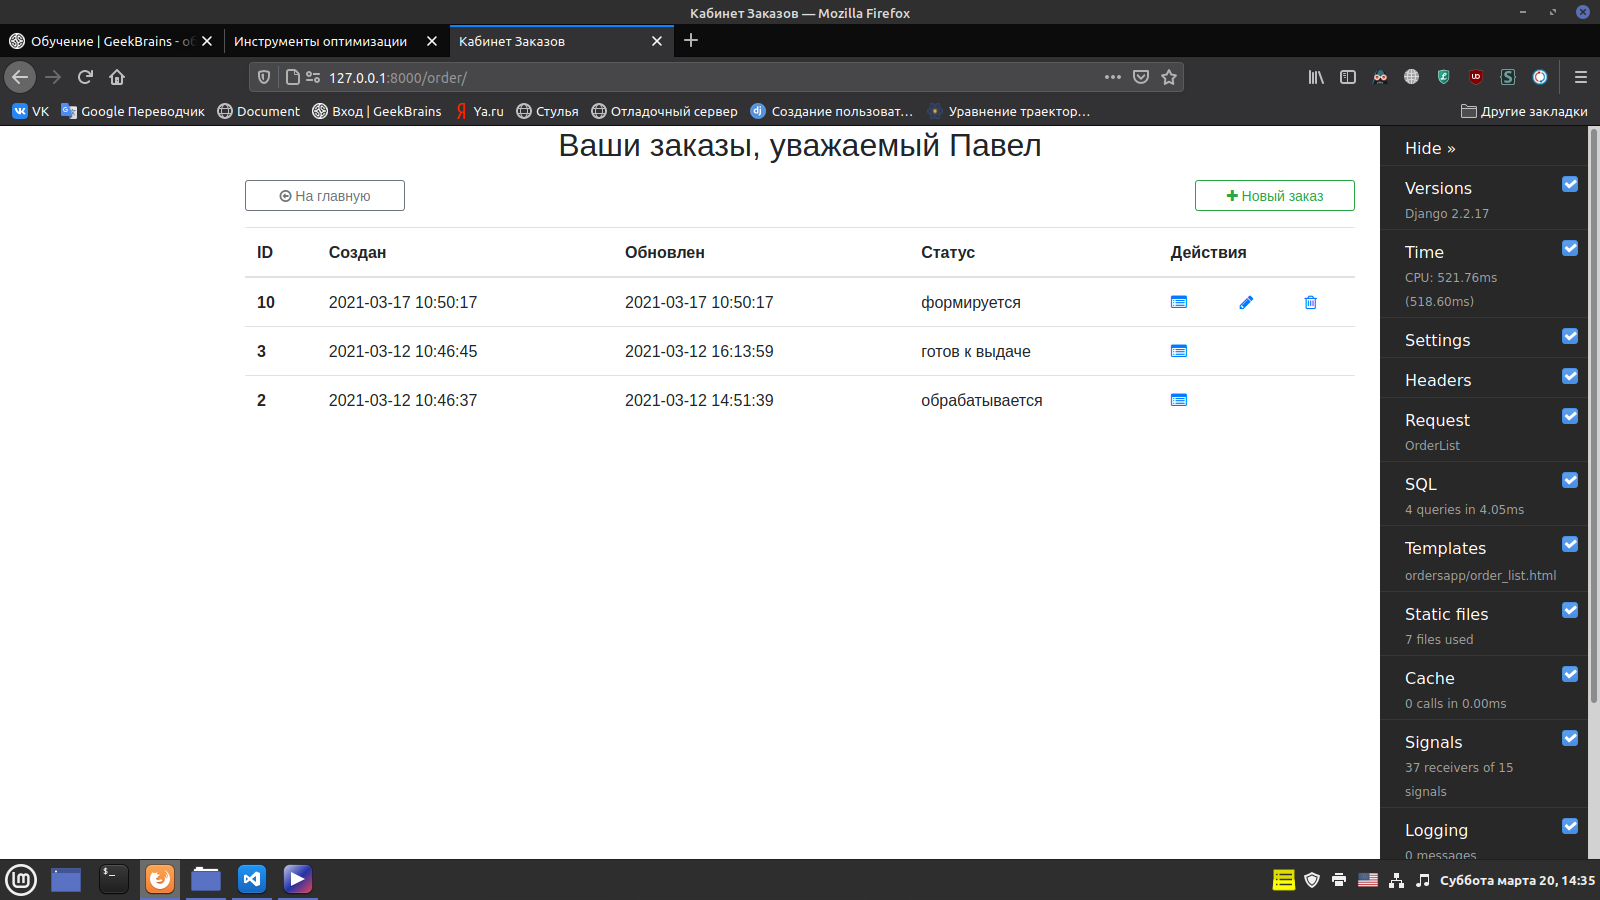 Кабинет Заказов — Mozilla Firefox
Обучение | GeekBrains - об
Инструменты оптимизации
Кабинет Заказов
127.0.0.1:8000/order/
VK
Google Переводчик
Document
Вход | GeekBrains
Ya.ru
Стулья
Отладочный сервер
Создание пользоват…
Уравнение траектор…
Другие закладки
Ваши заказы, уважаемый Павел
На главную
Новый заказ
ID Создан Обновлен Статус Действия
10 2021-03-17 10:50:17 2021-03-17 10:50:17 формируется
3 2021-03-12 10:46:45 2021-03-12 16:13:59 готов к выдаче
2 2021-03-12 10:46:37 2021-03-12 14:51:39 обрабатывается
Hide »
Versions
Django 2.2.17
Time
CPU: 521.76ms
(518.60ms)
Settings
Headers
Request
OrderList
SQL
4 queries in 4.05ms
Templates
ordersapp/order_list.html
Static files
7 files used
Cache
0 calls in 0.00ms
Signals
37 receivers of 15
signals
Logging
0 messages
Суббота марта 20, 14:35